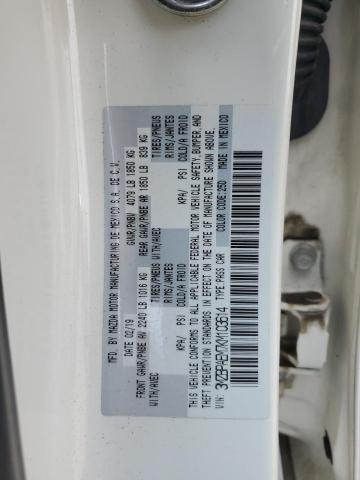 MFD. BY MAZDA MOTOR MANUFACTURING DE MEXICO S.A. DE C.V.
DATE: 02/19 GWVR/PNBV 4079 LB 1850 KG
FRONT GAWR/PNBE AV 2240 LB 1016 KG REAR GAWR/PNBE AR 1850 LB 839 KG
WITH/AVEC TIRES/PNEUS WITH/AVEC TIRES/PNEUS
RIMS/JANTES RIMS/JANTES
KPA/ PSI COLD/A FROID KPA/ PSI COLD/A FROID
THIS VEHICLE CONFORMS TO ALL APPLICABLE FEDERAL MOTOR VEHICLE SAFETY, BUMPER, AND
THEFT PREVENTION STANDARDS IN EFFECT ON THE DATE OF MANUFACTURE SHOWN ABOVE.
TYPE:PASS CAR MADE IN MEXICO
VIN: COLOR CODE:25D